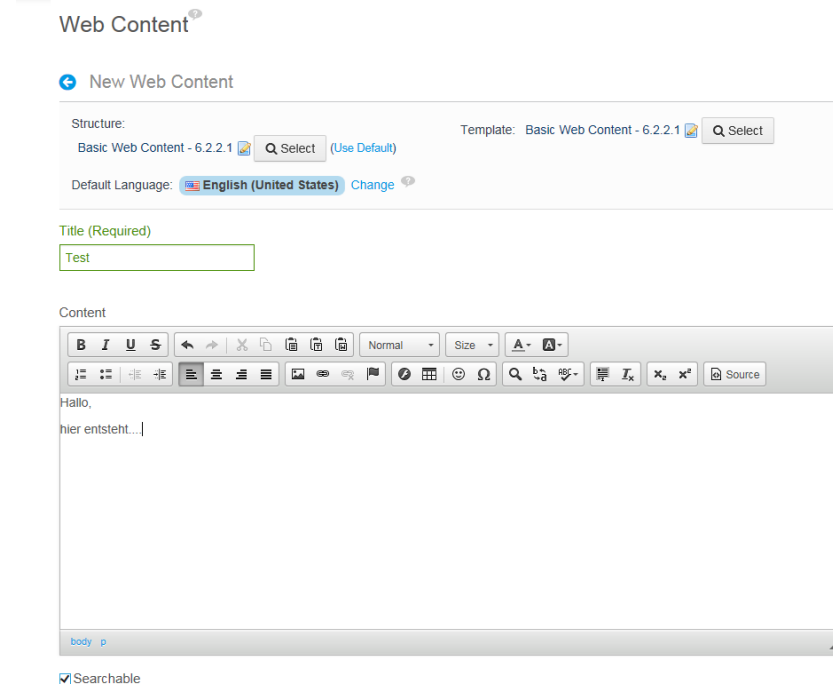 Web Content
New Web Content
Structure:
Basic Web Content - 6.2.2.1 Select (Use Default)
Template: Basic Web Content - 6.2.2.1 Select
Default Language: English (United States) Change
Title (Required)
Test
Content
B I U S Normal Size A A
Source
Hallo,
hier entsteht....
body p
Searchable